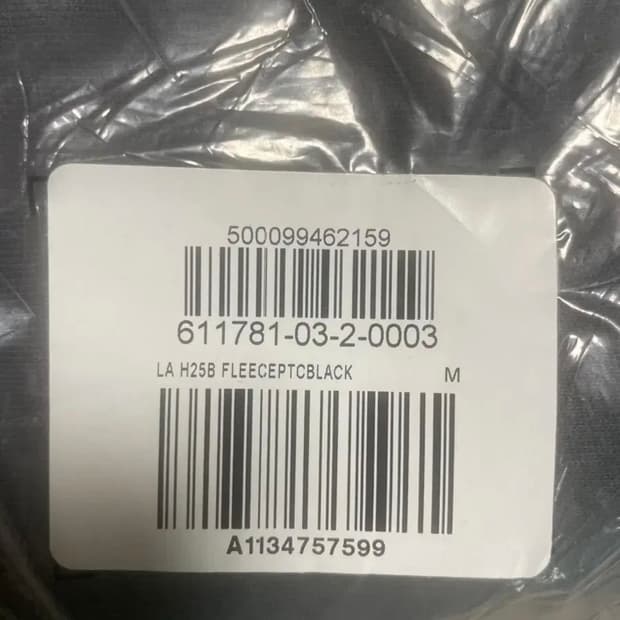 500099462159
611781-03-2-0003
LA H25B FLEECEPTCBLACK M
A1134757599